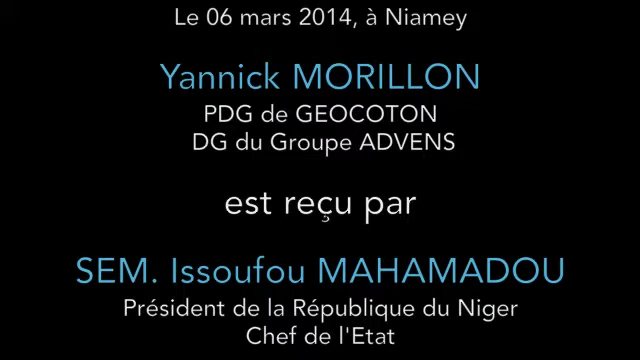 Le 06 mars 2014, à Niamey
Yannick MORILLON
PDG de GEOCOTON
DG du Groupe ADVENS
est reçu par
SEM. Issoufou MAHAMADOU
Président de la République du Niger
Chef de l'Etat